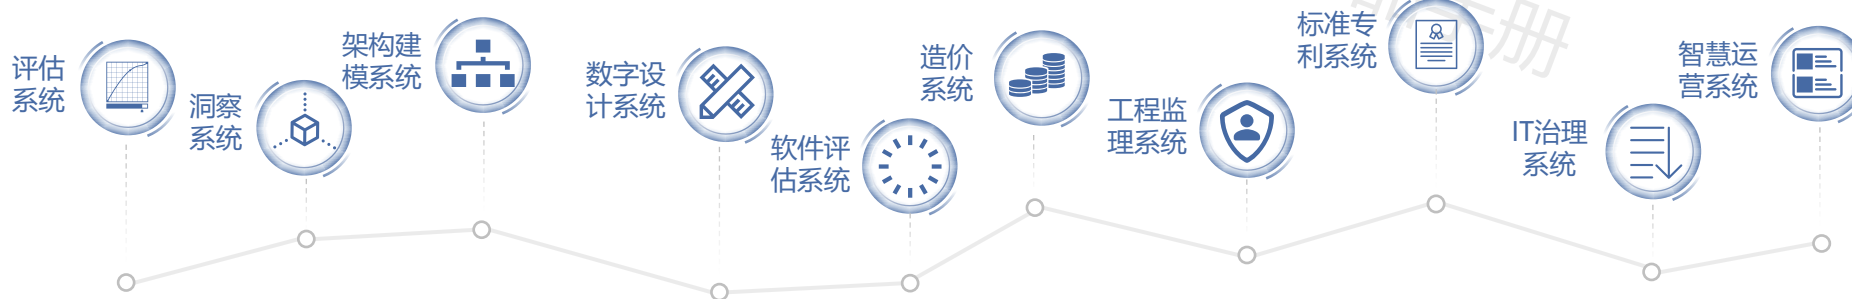 评估
系统
洞察
系统
架构建
模系统
数字设
计系统
软件评
估系统
造价
系统
工程监
理系统
标准专
利系统
IT治理
系统
智慧运
营系统
册